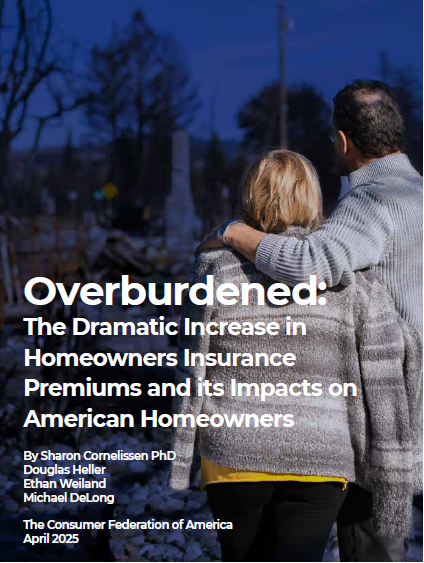 Overburdened:
The Dramatic Increase in
Homeowners Insurance
Premiums and its Impacts on
American Homeowners
By Sharon Cornelissen PhD
Douglas Heller
Ethan Weiland
Michael DeLong
The Consumer Federation of America
April 2025